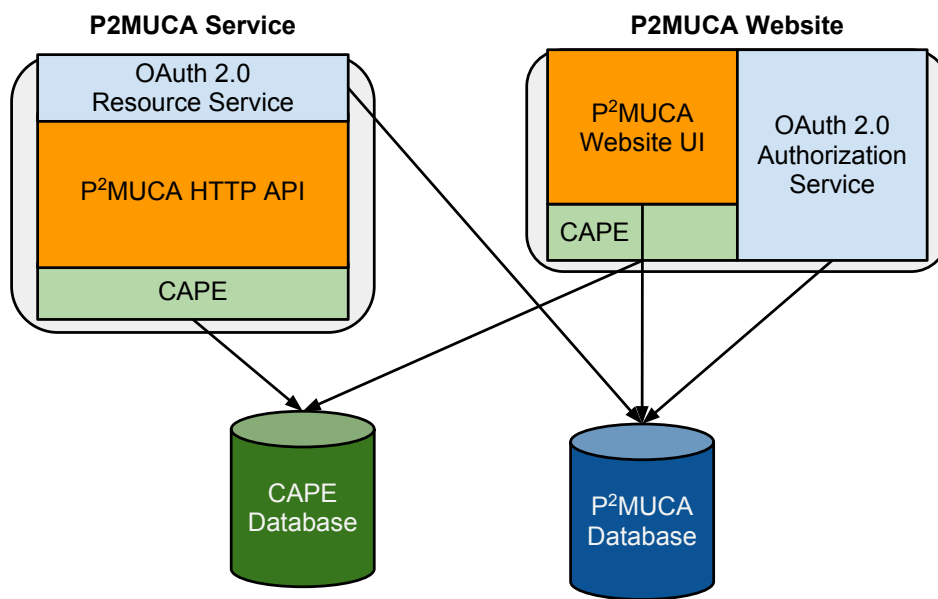 P2MUCA Service
OAuth 2.0
Resource Service
P²MUCA HTTP API
CAPE
P2MUCA Website
P²MUCA
Website UI
CAPE
OAuth 2.0
Authorization
Service
CAPE
Database
P²MUCA
Database